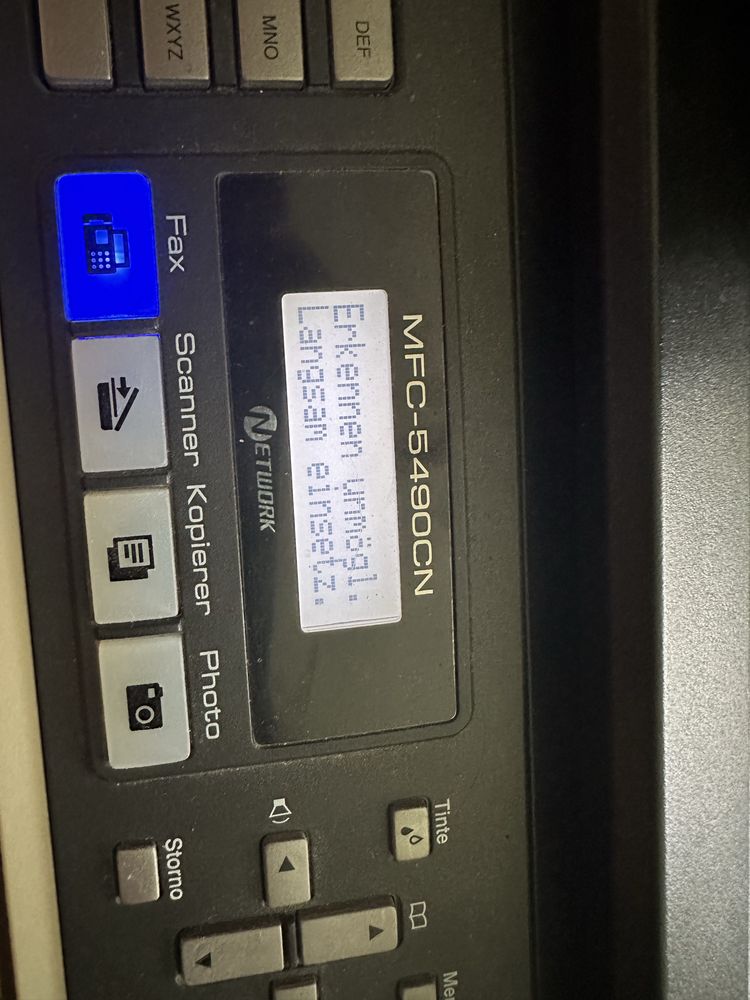 WXYZ
MNO
DEF
MFC-5490CN
Erkennen unmögl.
Langsam einsetz.
NETWORK
Fax
Scanner
Kopierer
Photo
Tinte
Storno